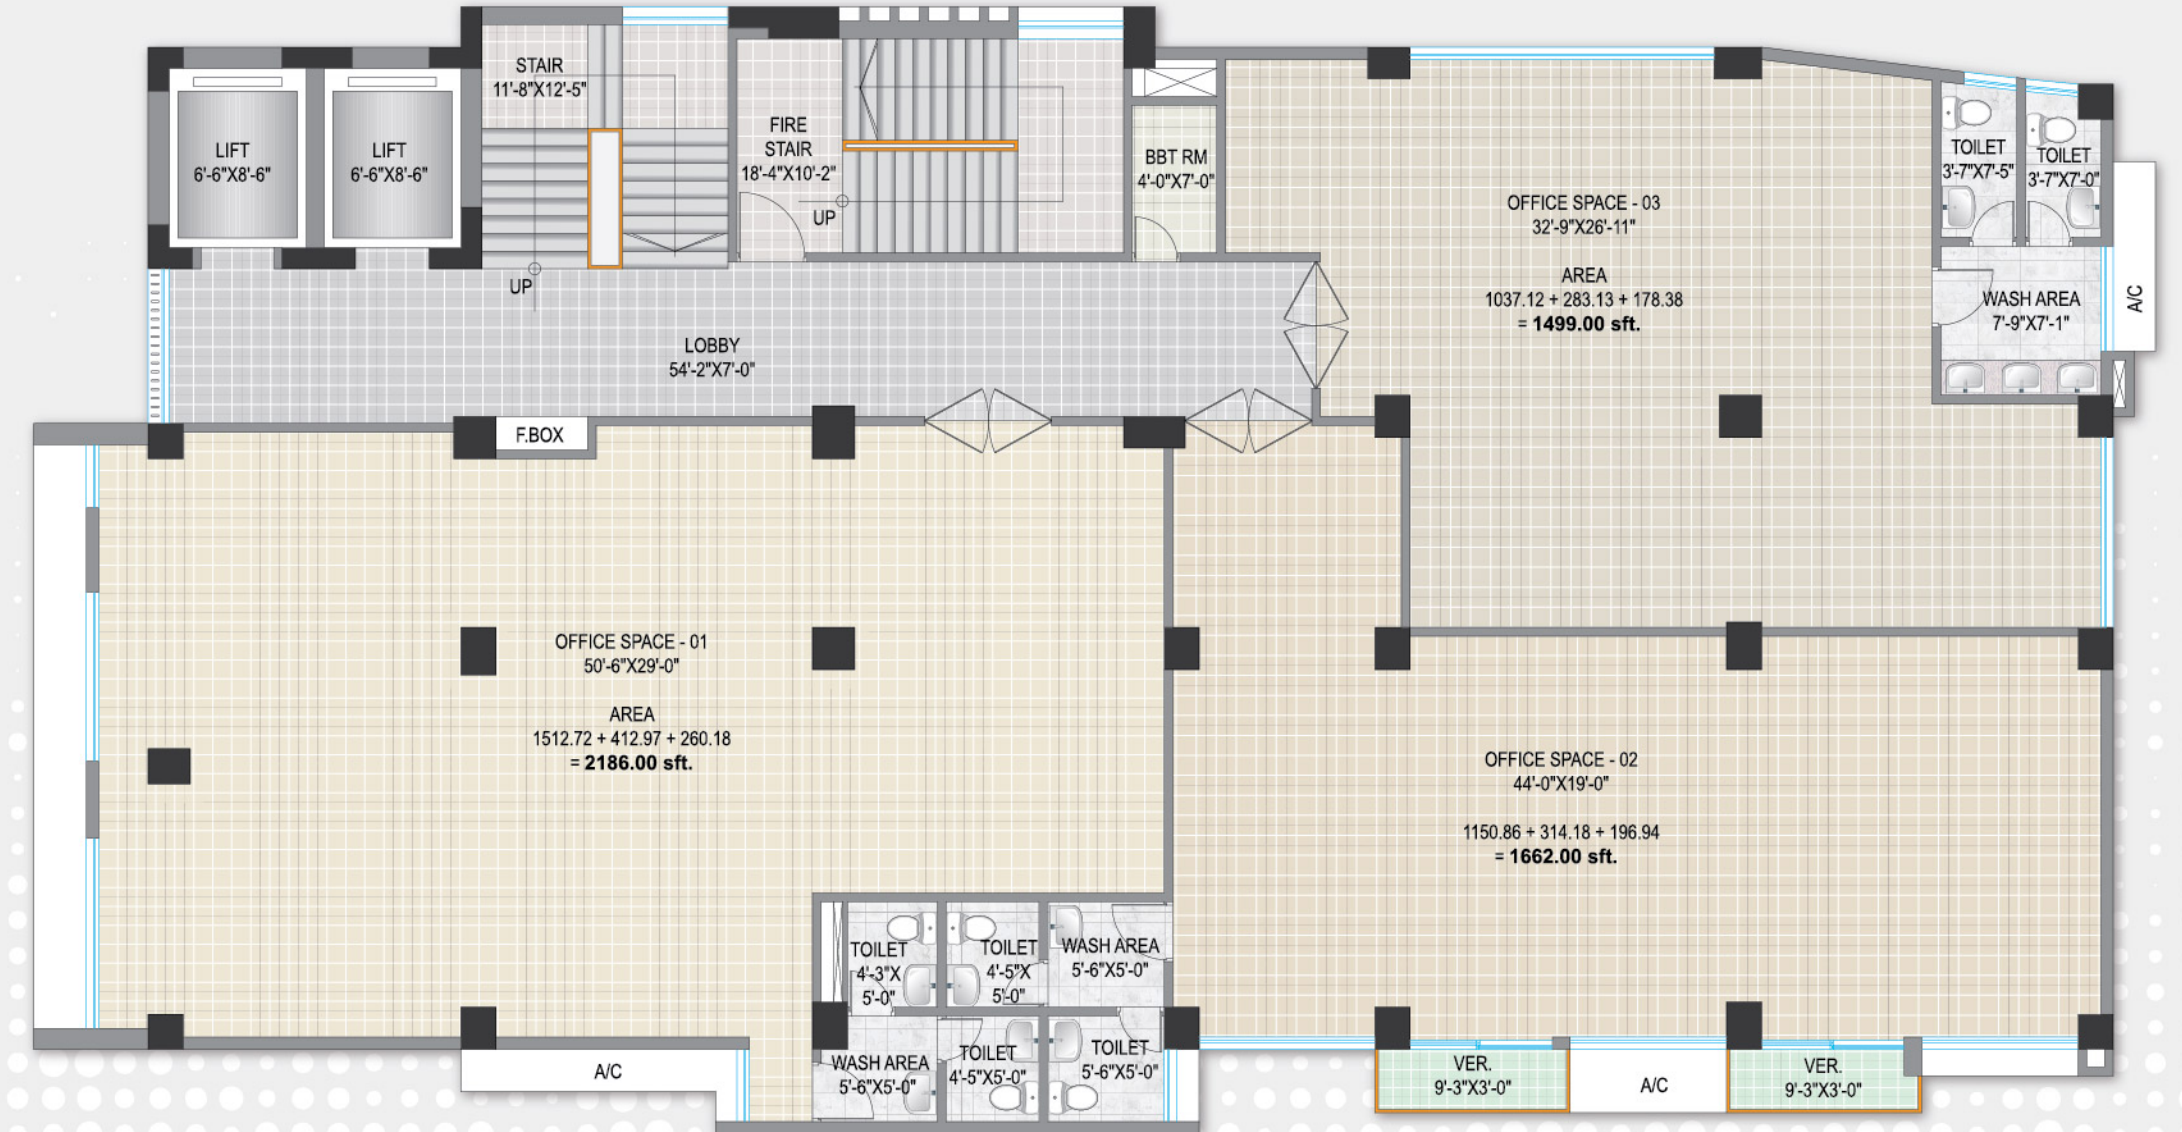 STAIR
11'-8"X12'-5"
LIFT
6'-6"X8'-6"
LIFT
6'-6"X8'-6"
UP
FIRE
STAIR
18'-4"X10'-2"
UP
BBT RM
4'-0"X7'-0"
LOBBY
54'-2"X7'-0"
F.BOX
OFFICE SPACE - 03
32'-9"X26'-11"
AREA
1037.12 + 283.13 + 178.38
= 1499.00 sft.
TOILET
3'-7"X7'-5"
TOILET
3'-7"X7'-0"
WASH AREA
7'-9"X7'-1"
A/C
OFFICE SPACE - 01
50'-6"X29'-0"
AREA
1512.72 + 412.97 + 260.18
= 2186.00 sft.
OFFICE SPACE - 02
44'-0"X19'-0"
1150.86 + 314.18 + 196.94
= 1662.00 sft.
TOILET
4'-3"X
5'-0"
TOILET
4'-5"X
5'-0"
WASH AREA
5'-6"X5'-0"
WASH AREA
5'-6"X5'-0"
TOILET
4'-5"X5'-0"
TOILET
5'-6"X5'-0"
A/C
VER.
9'-3"X3'-0"
A/C
VER.
9'-3"X3'-0"